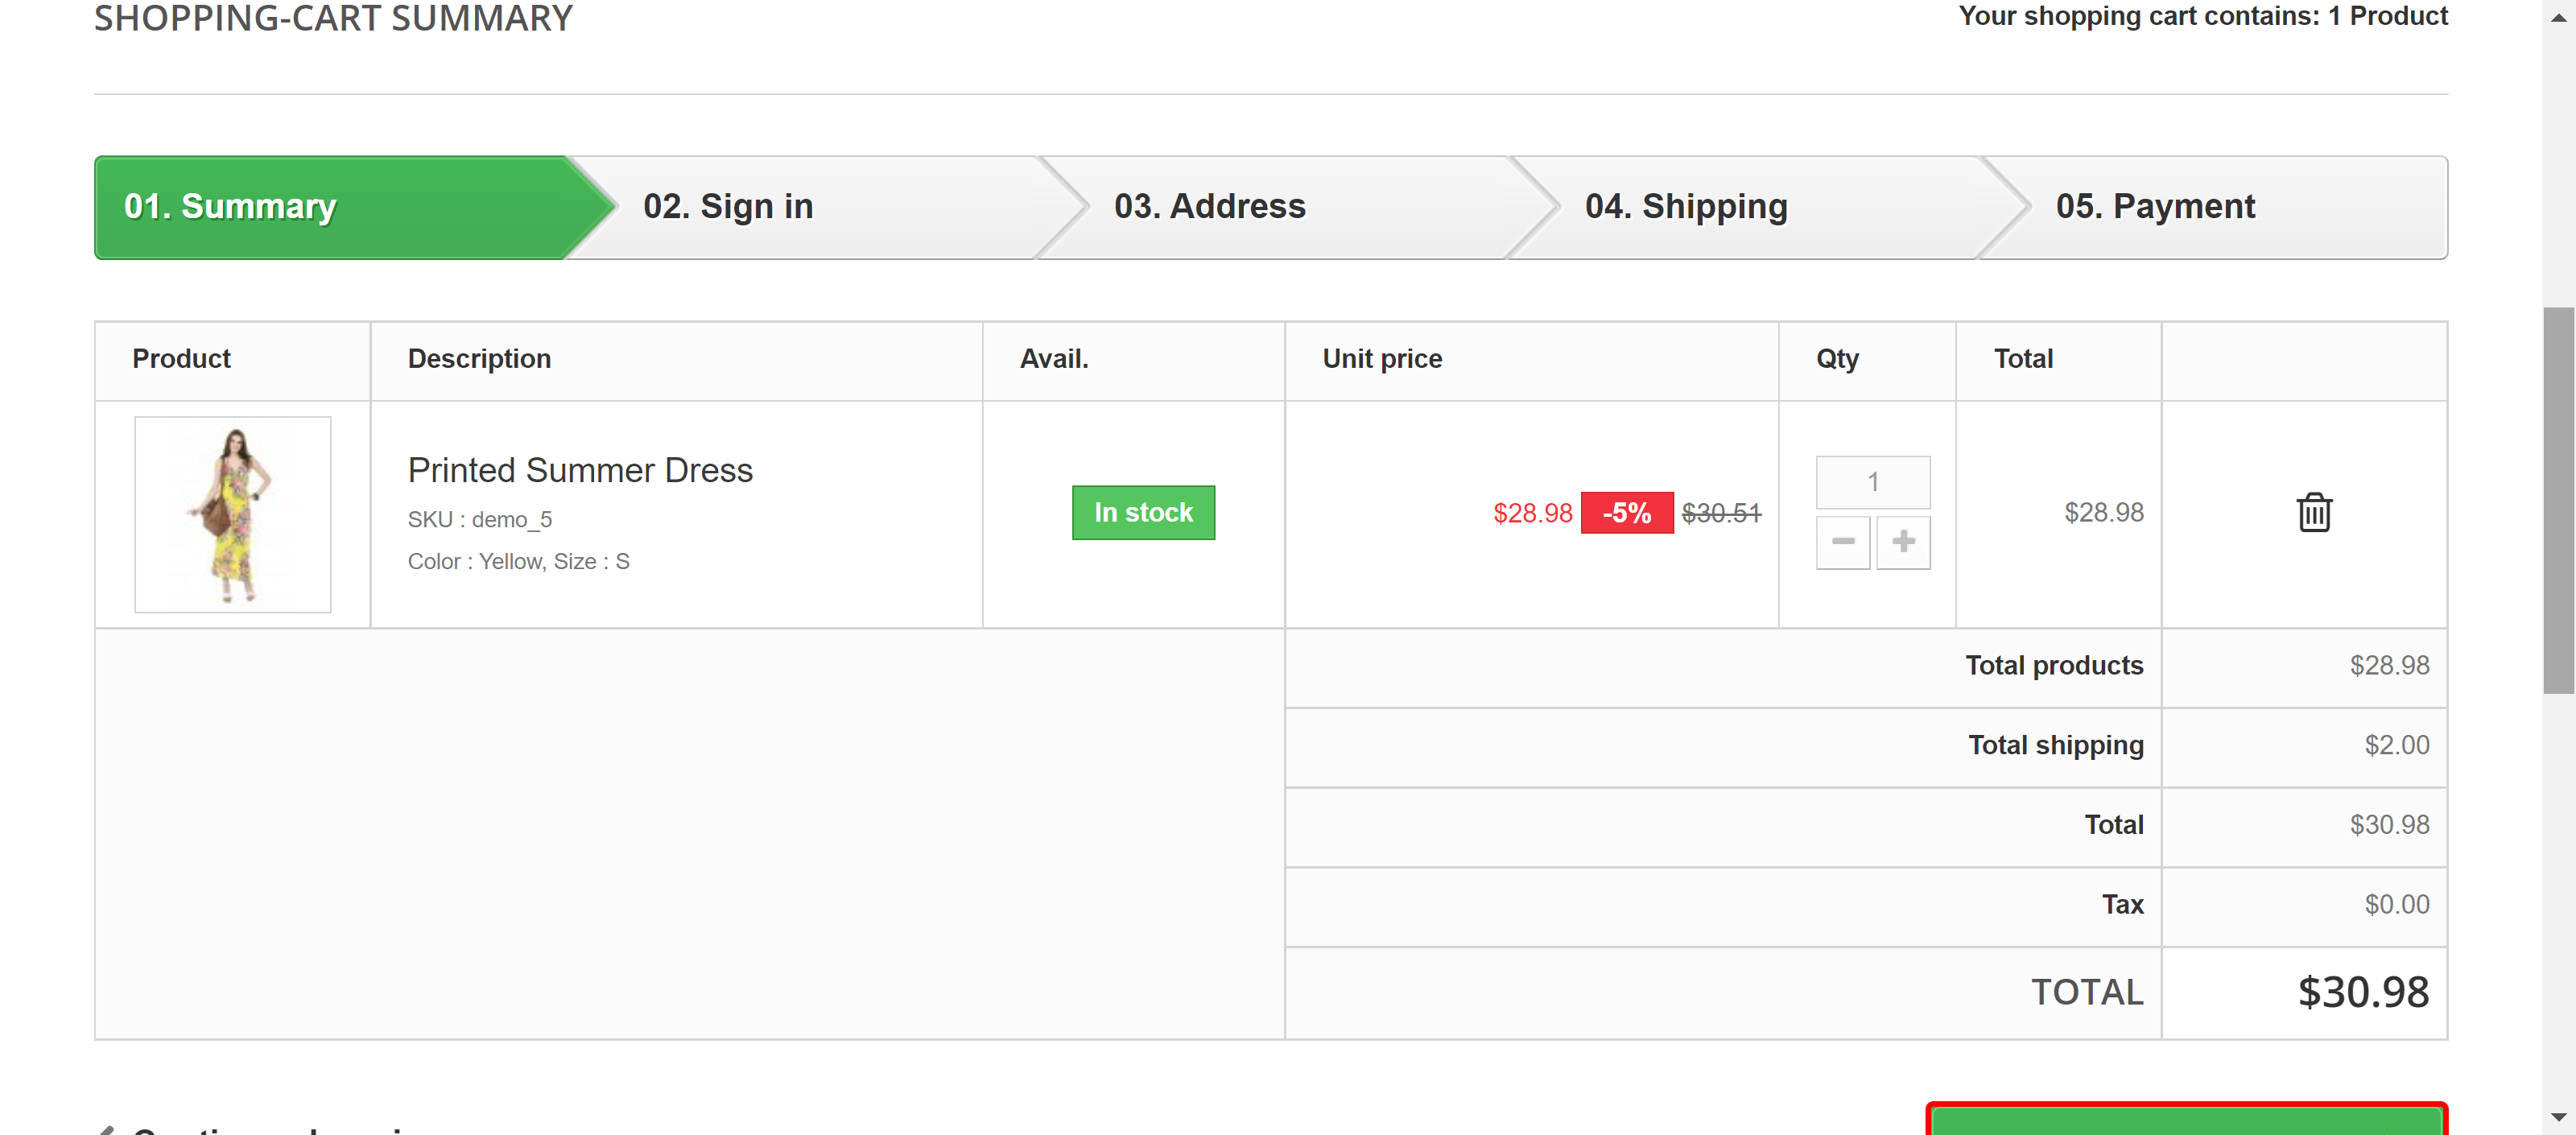 SHOPPING-CART SUMMARY
Your shopping cart contains: 1 Product
01. Summary
02. Sign in
03. Address
04. Shipping
05. Payment
Product
Description
Avail.
Unit price
Qty
Total
Printed Summer Dress
SKU : demo_5
Color : Yellow, Size : S
In stock
$28.98 -5% $30.51
1
$28.98
Total products
$28.98
Total shipping
$2.00
Total
$30.98
Tax
$0.00
TOTAL
$30.98